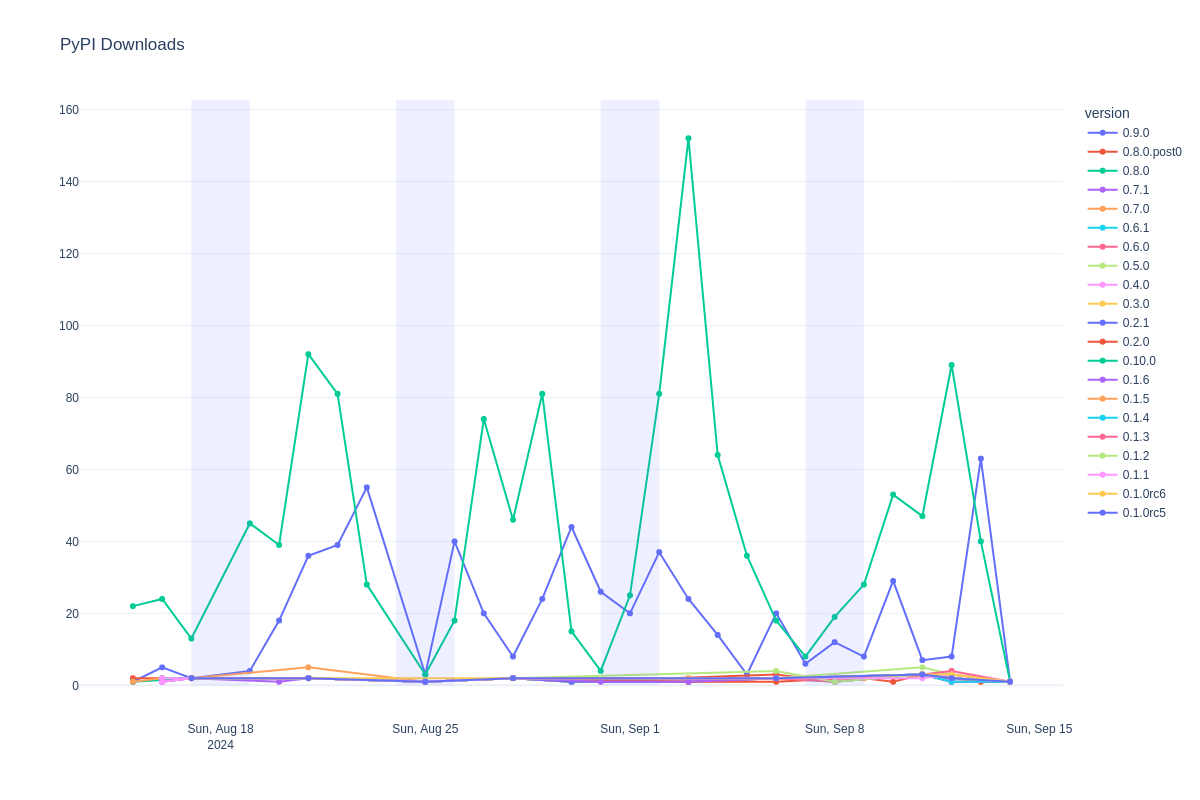 PyPI Downloads
160
140
120
100
80
60
40
20
0
Sun, Aug 18
2024
Sun, Aug 25
Sun, Sep 1
Sun, Sep 8
Sun, Sep 15
version
0.9.0
0.8.0.post0
0.8.0
0.7.1
0.7.0
0.6.1
0.6.0
0.5.0
0.4.0
0.3.0
0.2.1
0.2.0
0.10.0
0.1.6
0.1.5
0.1.4
0.1.3
0.1.2
0.1.1
0.1.0rc6
0.1.0rc5